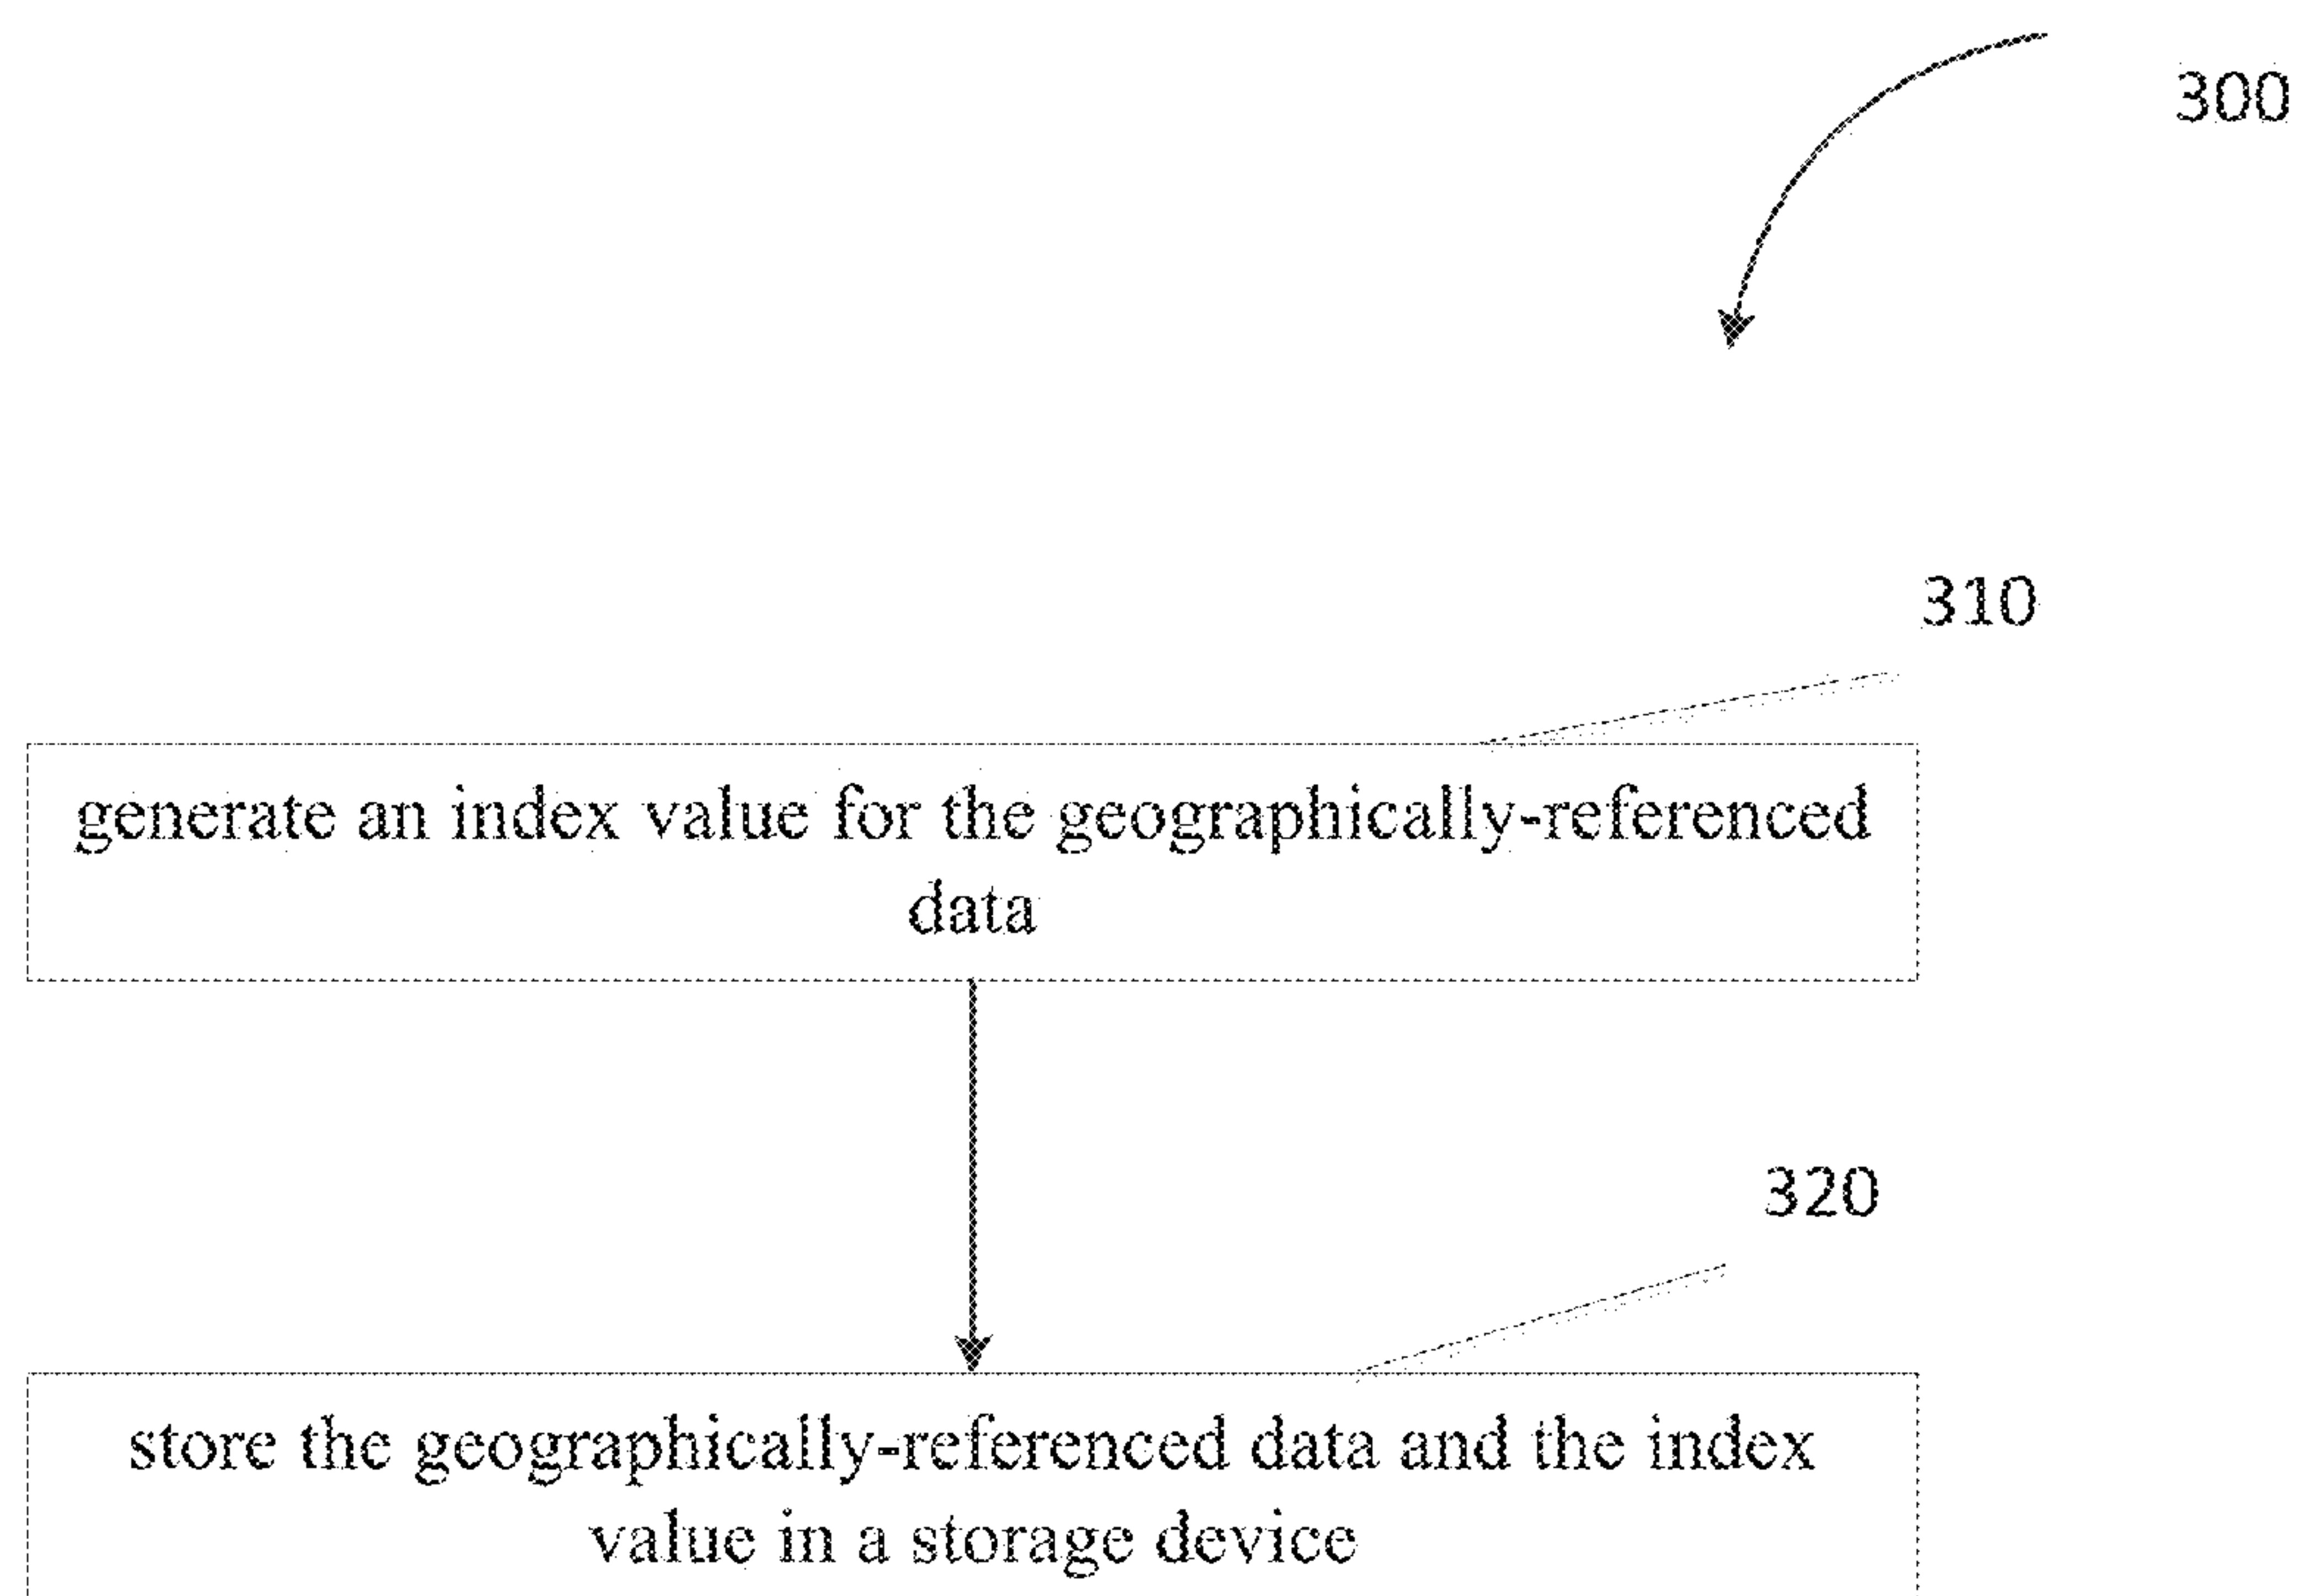 300
310
generate an index value for the geographically-referenced
data
320
store the geographically-referenced data and the index
value in a storage device